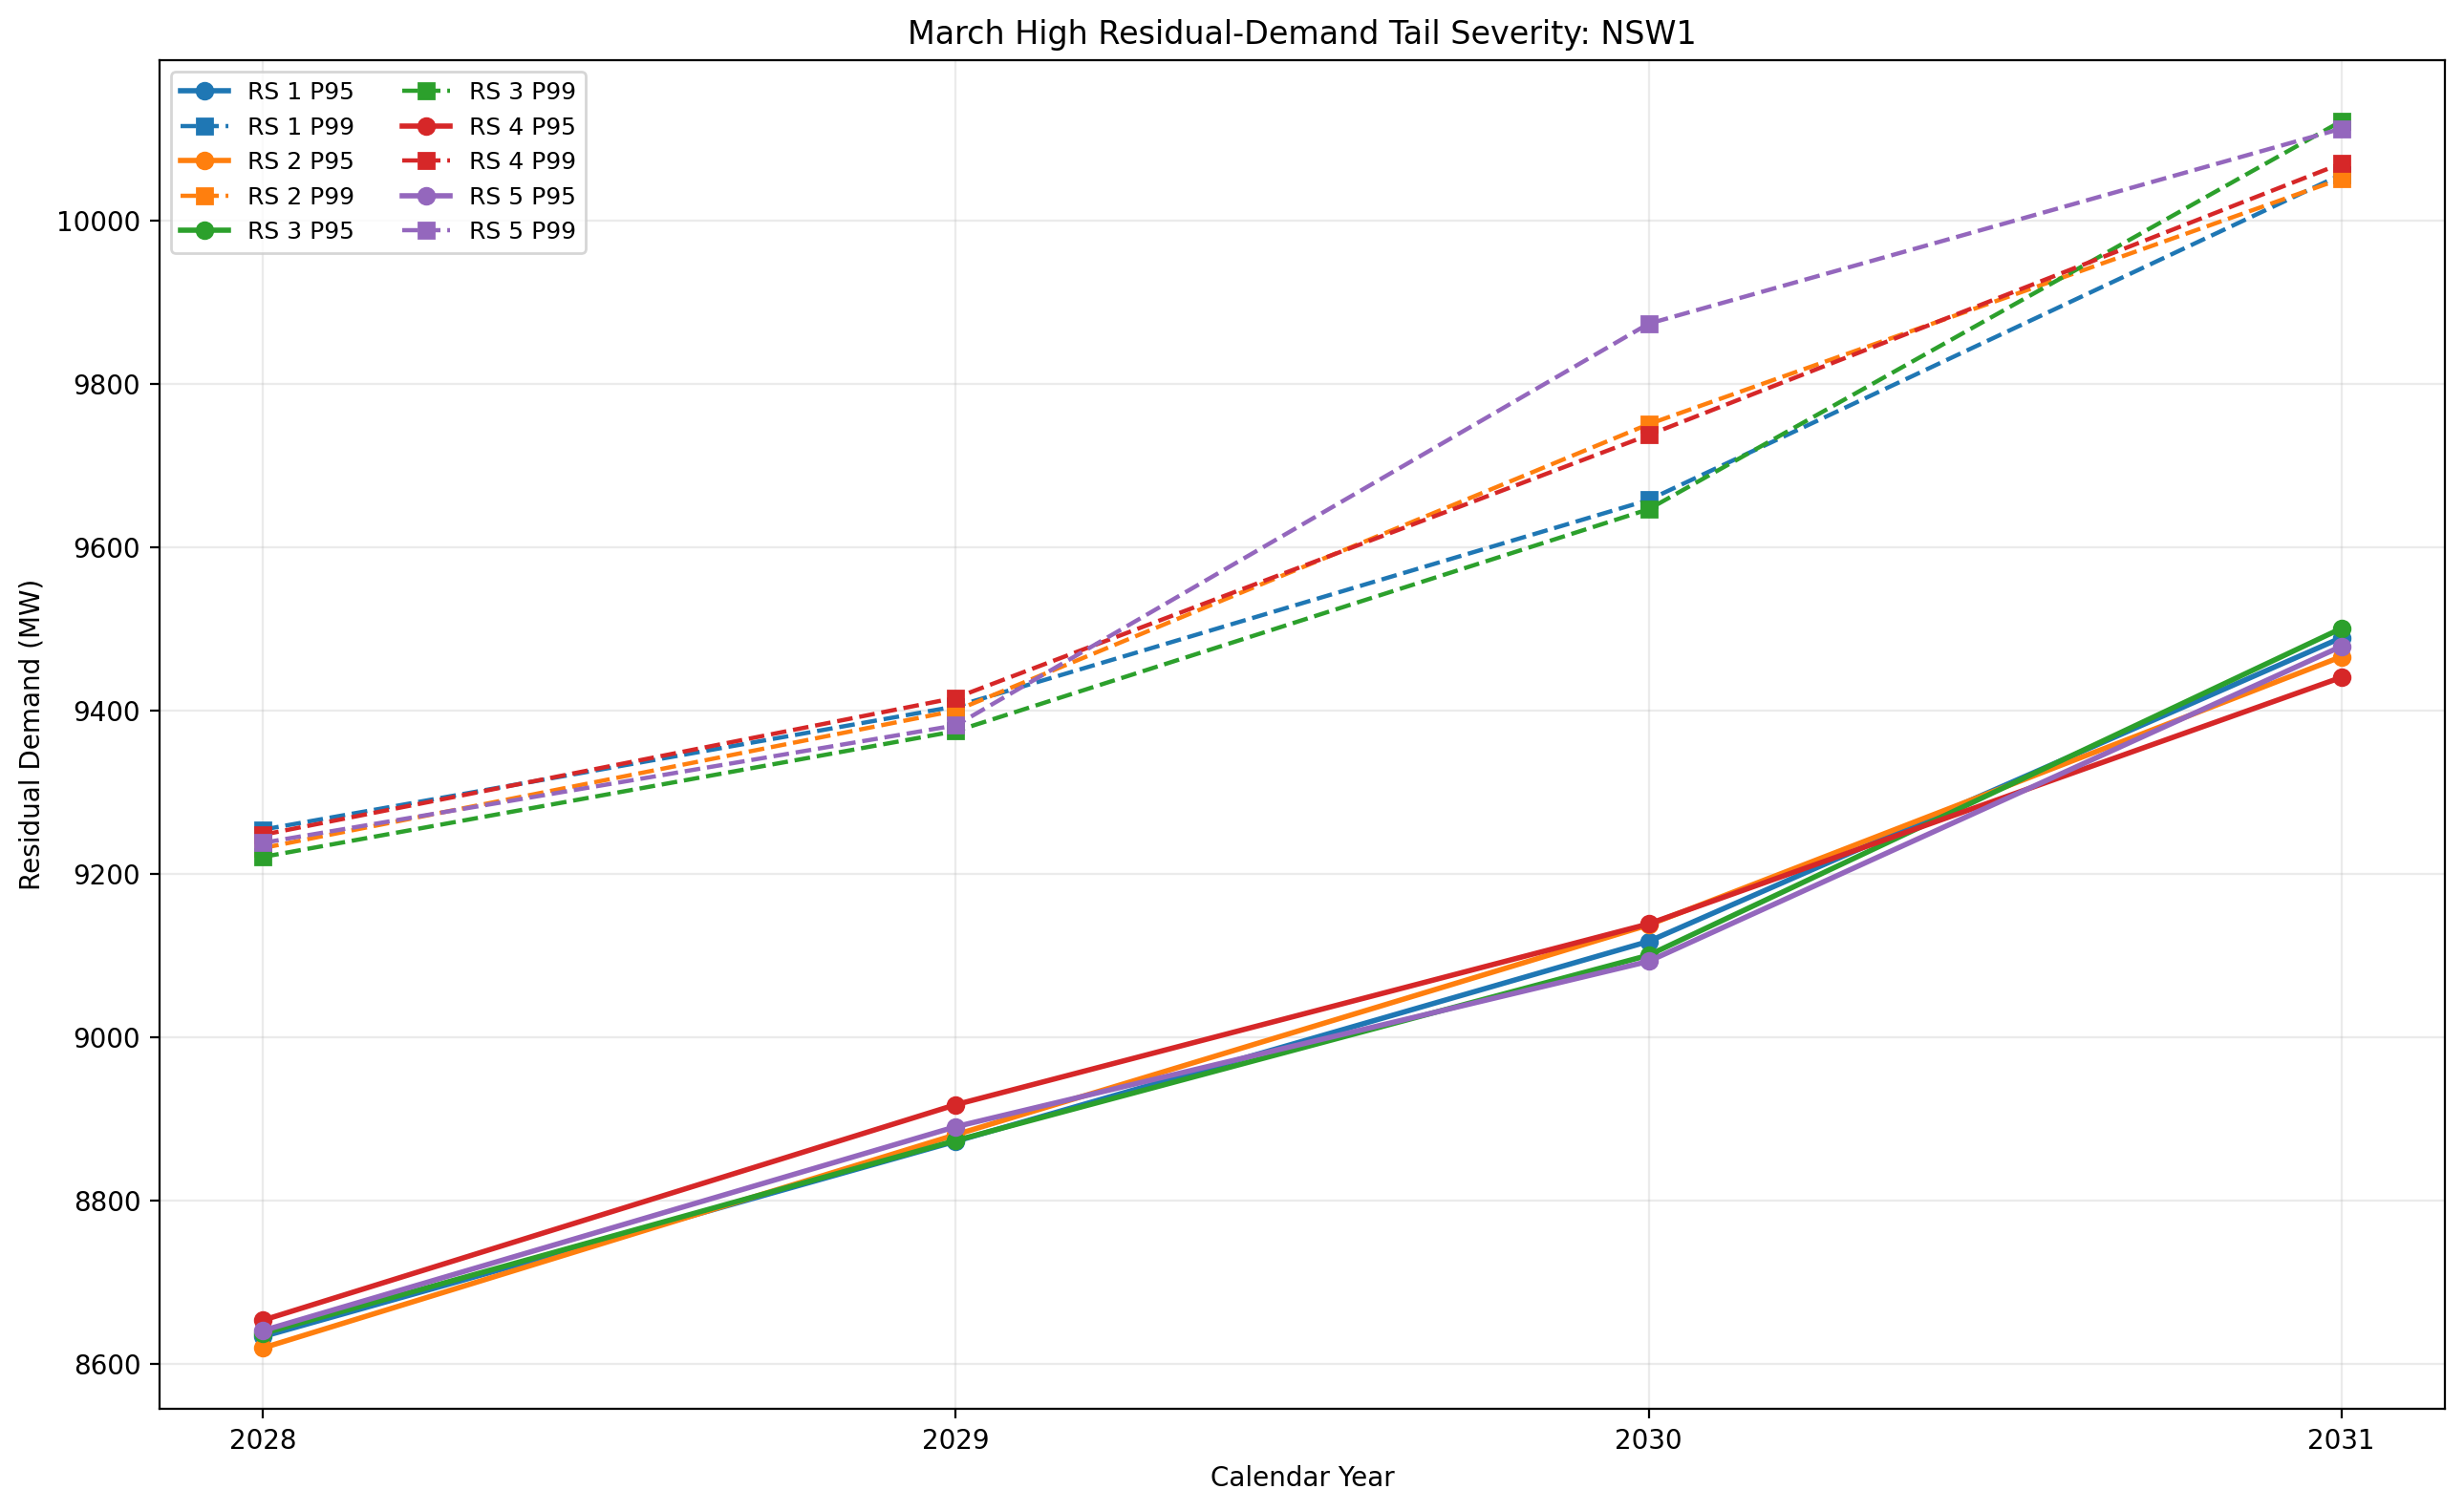 March High Residual-Demand Tail Severity: NSW1
RS 1 P95
RS 1 P99
RS 2 P95
RS 2 P99
RS 3 P95
RS 3 P99
RS 4 P95
RS 4 P99
RS 5 P95
RS 5 P99
Residual Demand (MW)
10000
9800
9600
9400
9200
9000
8800
8600
2028
2029
2030
2031
Calendar Year